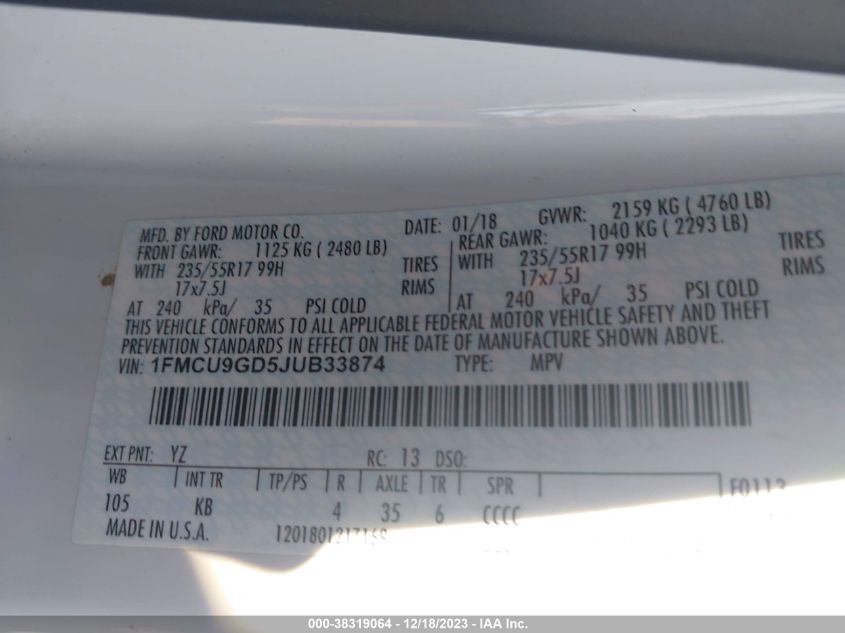 MFD. BY FORD MOTOR CO. DATE: 01/18 GVWR: 2159 KG ( 4760 LB)
FRONT GAWR: 1125 KG ( 2480 LB) REAR GAWR: 1040 KG ( 2293 LB)
WITH 235/55R17 99H TIRES WITH 235/55R17 99H TIRES
17x7.5J RIMS 17x7.5J RIMS
AT 240 kPa/ 35 PSI COLD AT 240 kPa/ 35 PSI COLD
THIS VEHICLE CONFORMS TO ALL APPLICABLE FEDERAL MOTOR VEHICLE SAFETY AND THEFT
PREVENTION STANDARDS IN EFFECT ON THE DATE OF MANUFACTURE SHOWN ABOVE.
VIN: 1FMCU9GD5JUB33874 TYPE: MPV
EXT PNT: YZ RC: 13 DSO:
WB INT TR TP/PS R AXLE TR SPR
105 KB 4 35 6 CCCC
MADE IN U.S.A.
000-38319064 - 12/18/2023 - IAA Inc.